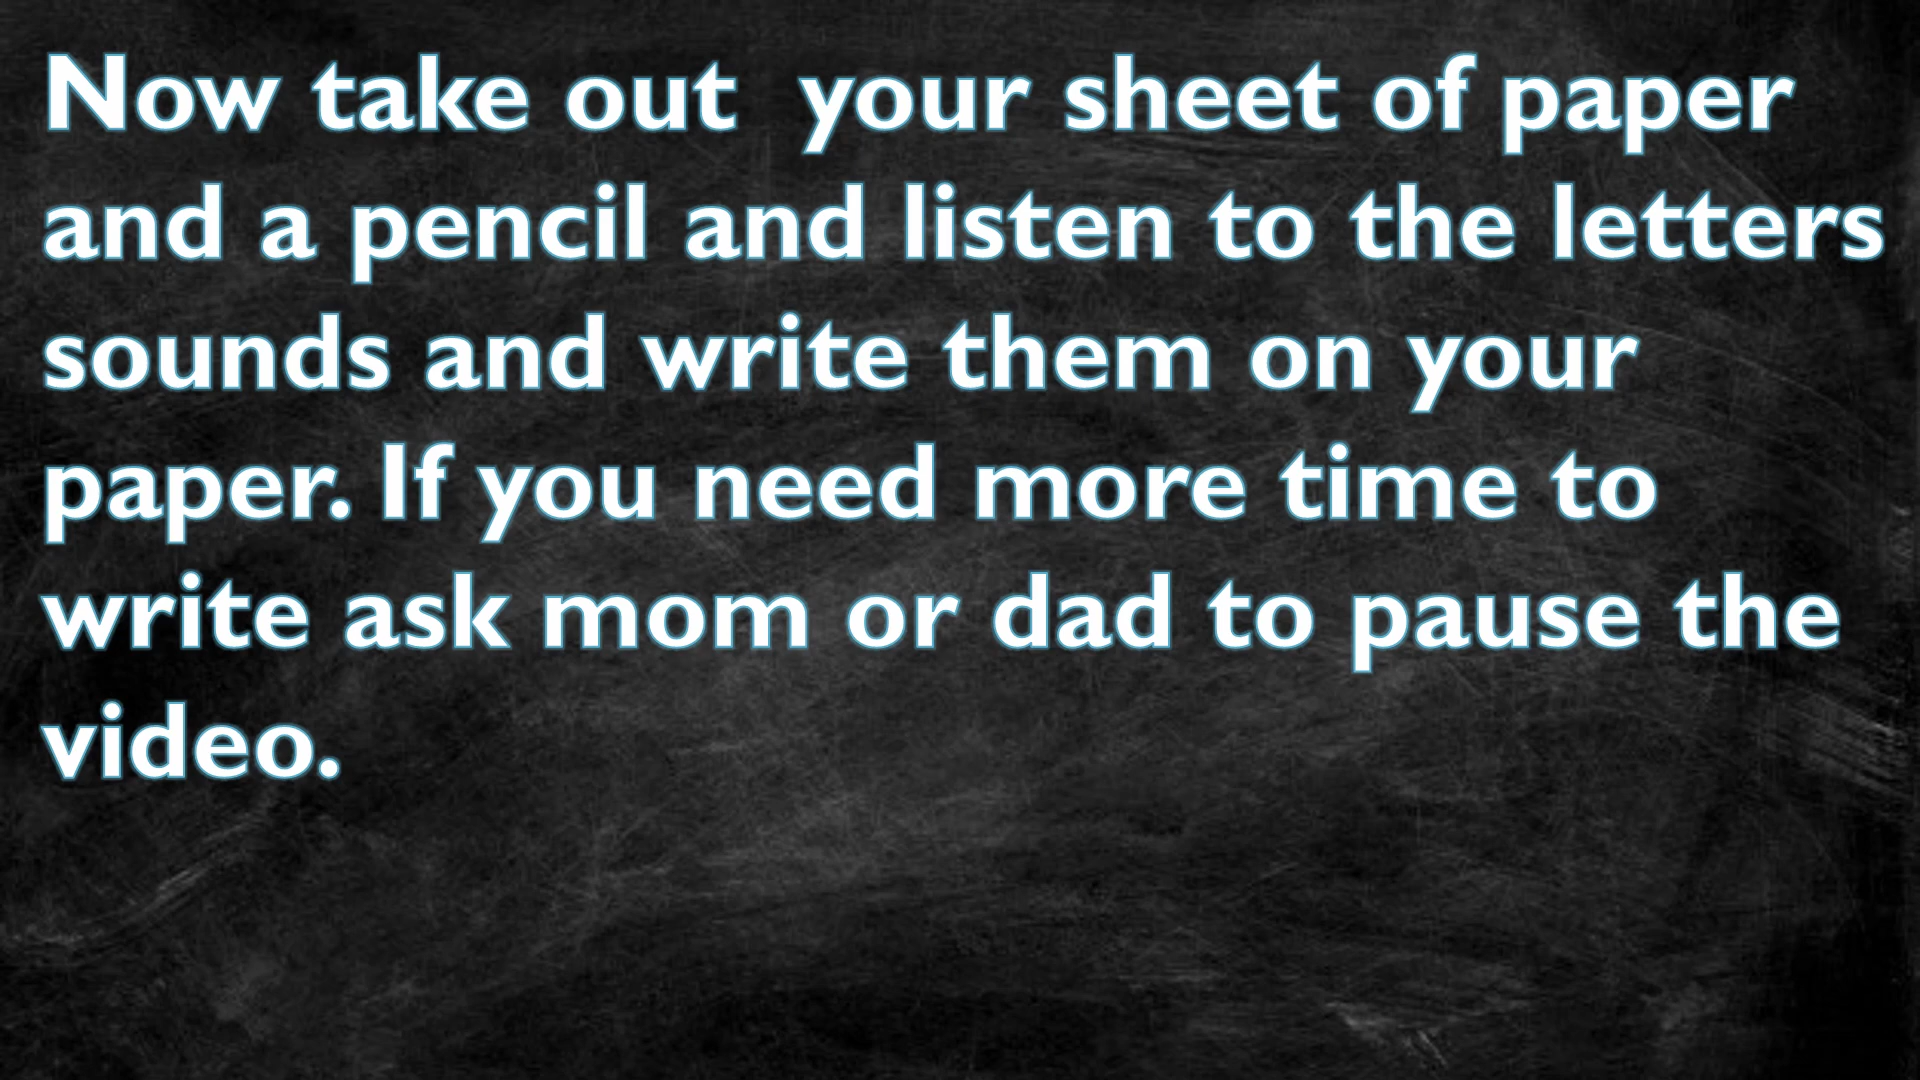 Now take out  your sheet of paper
and a pencil and listen to the letters
sounds and write them on your
paper. If you need more time to
write ask mom or dad to pause the
video.